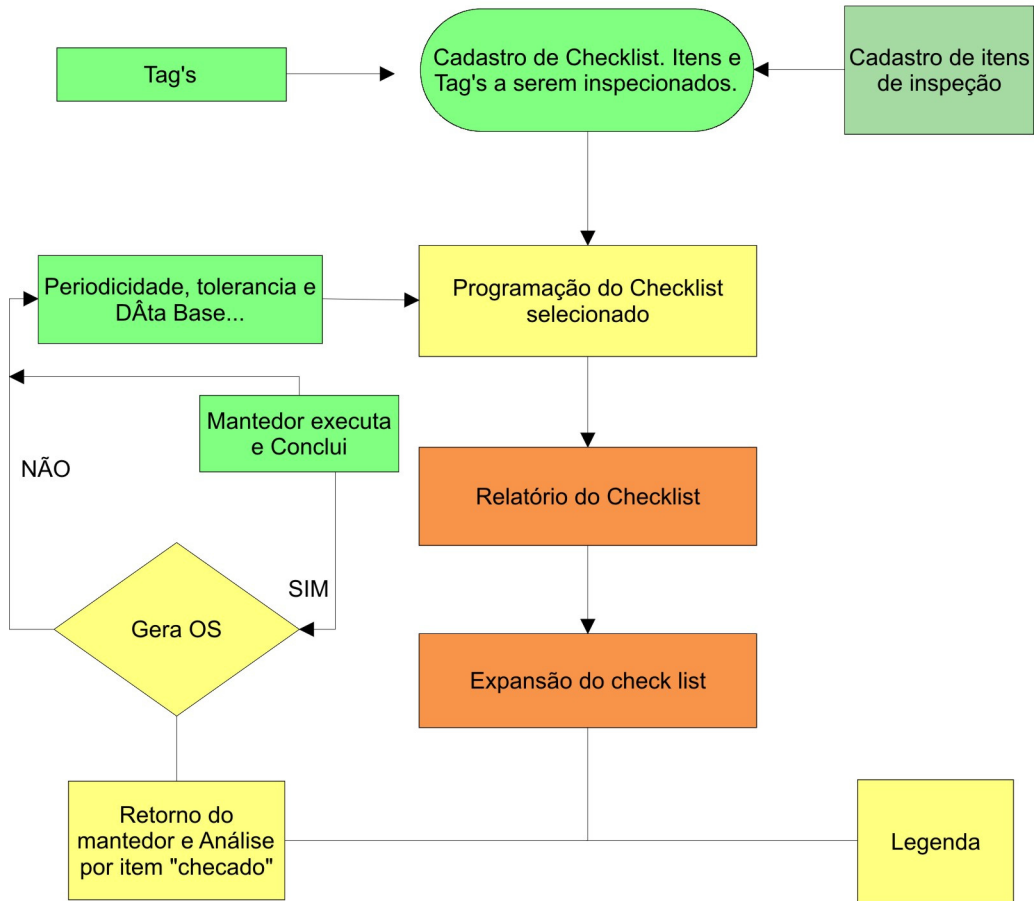 Tag's
Cadastro de Checklist. Itens e
Tag's a serem inspecionados.
Cadastro de itens
de inspeção
Periodicidade, tolerancia e
DÂta Base...
Programação do Checklist
selecionado
Mantedor executa
e Conclui
NÃO
Relatório do Checklist
SIM
Gera OS
Expansão do check list
Retorno do
mantedor e Análise
por item "checado"
Legenda